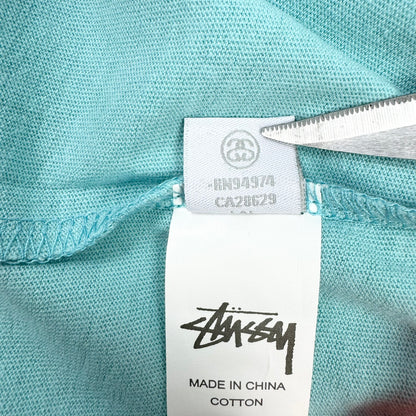 RN94974
CA28629
STÜSSY
MADE IN CHINA
COTTON